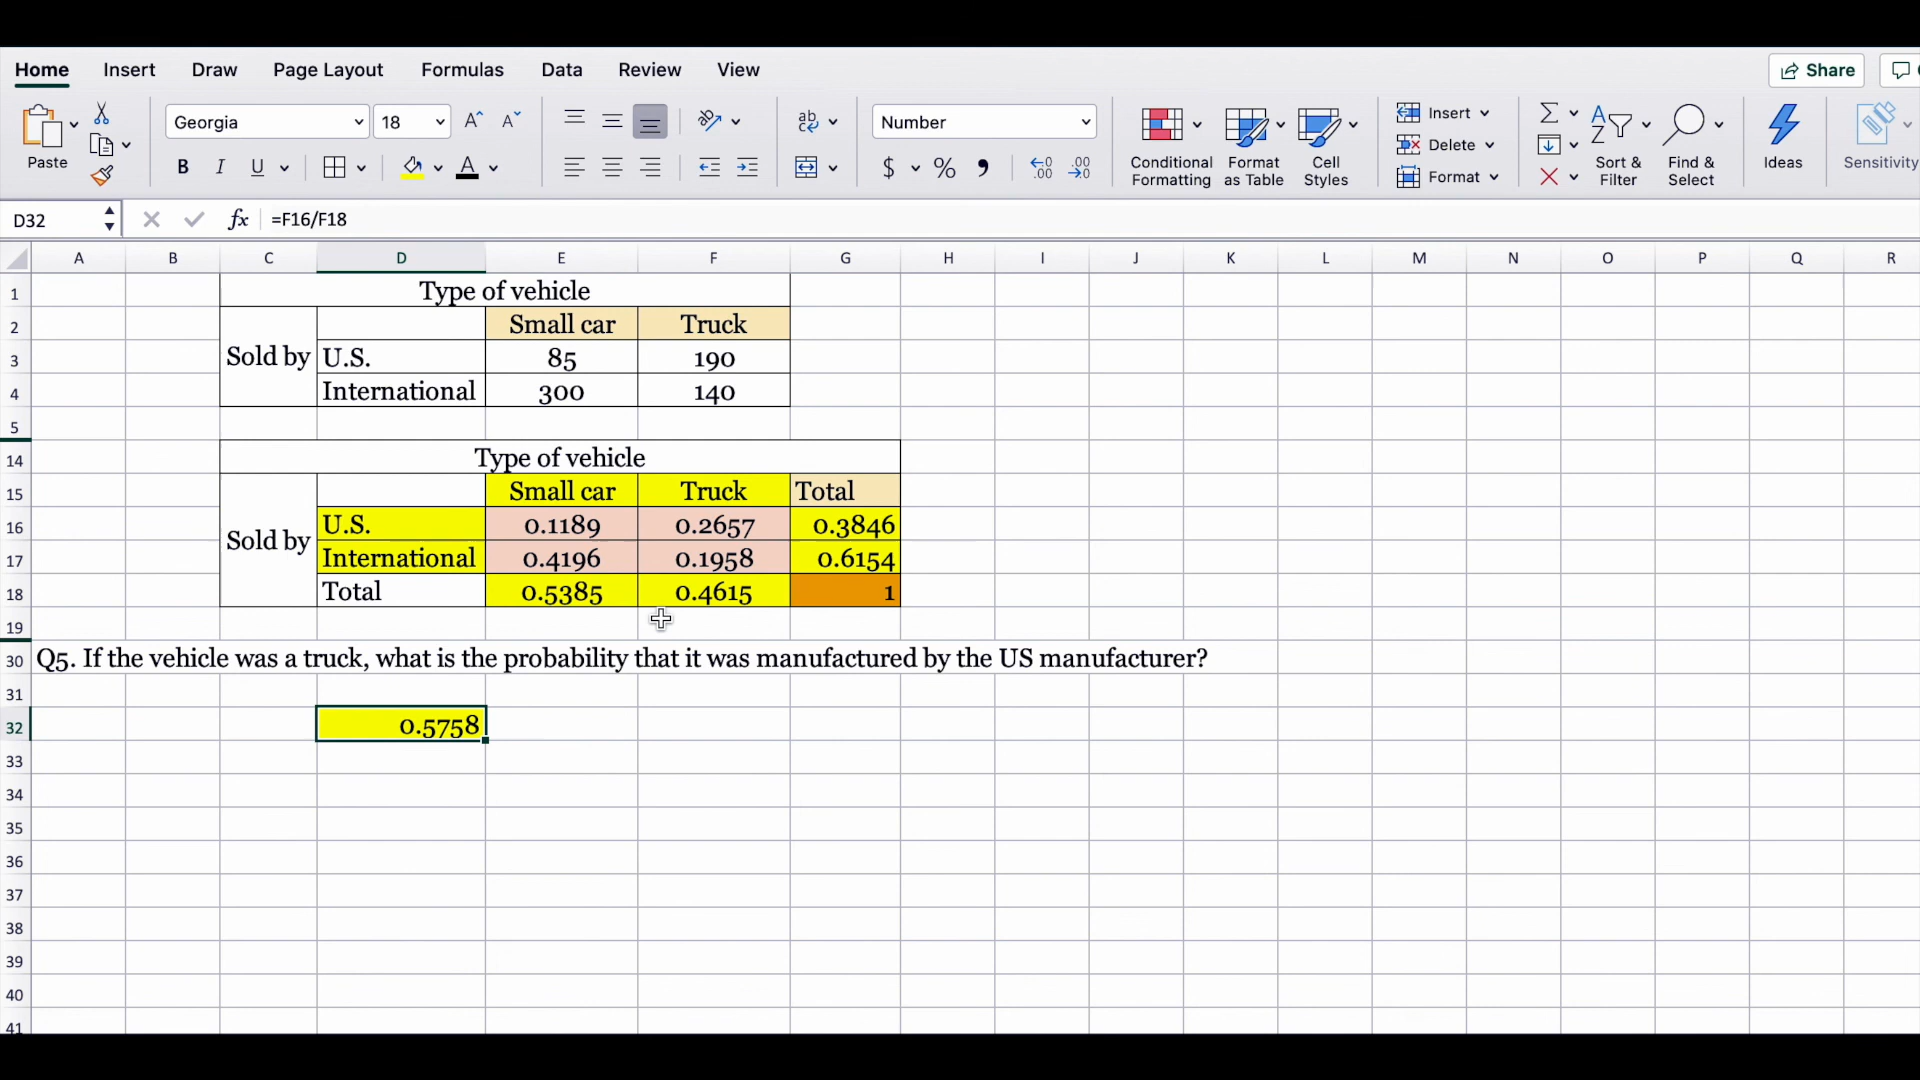 Home Insert Draw Page Layout Formulas Data Review View Share
Paste
Georgia 18
B I U A
ab c
Number
$ % 9 .00
Conditional Formatting
Format as Table
Cell Styles
Insert
Delete
Format
Sort & Filter
Find & Select
Ideas
Sensitivity
D32 fx =F16/F18
A B C D E F G H I J K L M N O P Q R
1 Type of vehicle
2 Small car Truck
3 Sold by U.S. 85 190
4 International 300 140
5
14 Type of vehicle
15 Small car Truck Total
16 U.S. 0.1189 0.2657 0.3846
Sold by
17 International 0.4196 0.1958 0.6154
18 Total 0.5385 0.4615 1
19
30 Q5. If the vehicle was a truck, what is the probability that it was manufactured by the US manufacturer?
31
32 0.5758
33
34
35
36
37
38
39
40
41